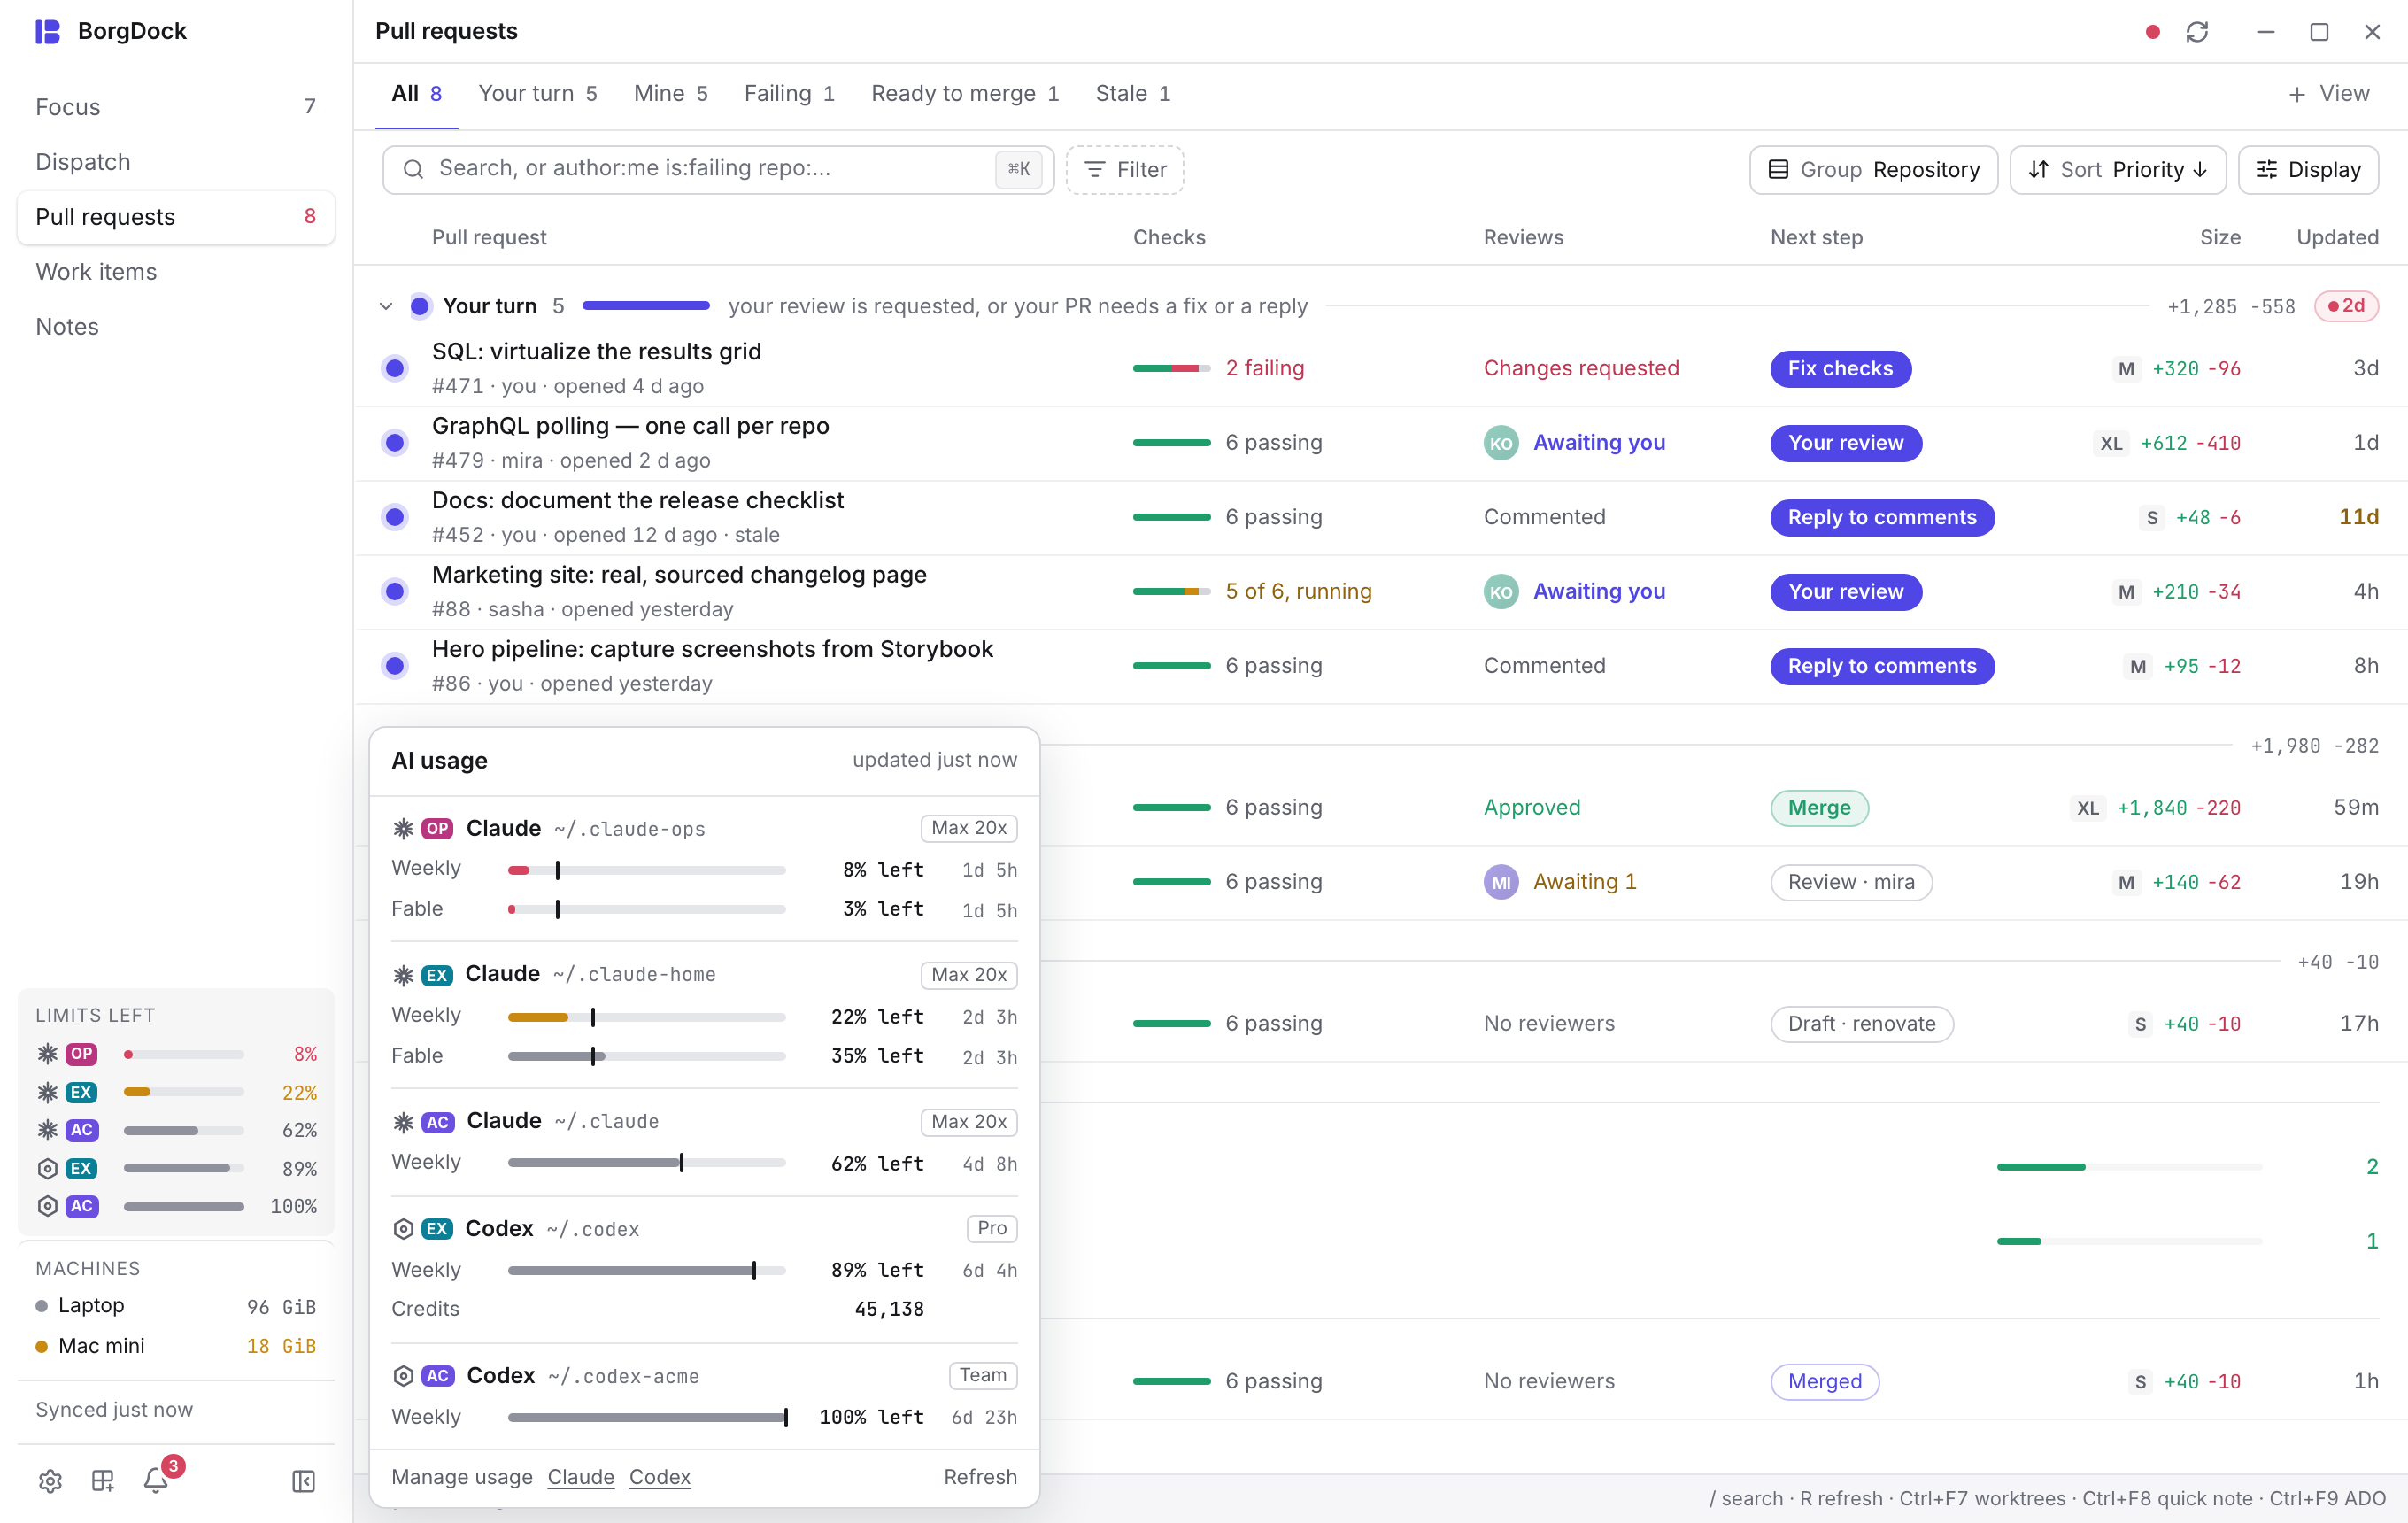 BorgDock
Focus 7
Dispatch
Pull requests 8
Work items
Notes
LIMITS LEFT
OP 8%
EX 22%
AC 62%
EX 89%
AC 100%
MACHINES
Laptop 96 GiB
Mac mini 18 GiB
Synced just now
3
Pull requests
All 8 Your turn 5 Mine 5 Failing 1 Ready to merge 1 Stale 1 + View
Search, or author:me is:failing repo:... ⌘K Filter Group Repository Sort Priority ↓ Display
Pull request Checks Reviews Next step Size Updated
Your turn 5 your review is requested, or your PR needs a fix or a reply +1,285 -558 2d
SQL: virtualize the results grid
#471 · you · opened 4 d ago
2 failing Changes requested Fix checks M +320 -96 3d
GraphQL polling — one call per repo
#479 · mira · opened 2 d ago
6 passing KO Awaiting you Your review XL +612 -410 1d
Docs: document the release checklist
#452 · you · opened 12 d ago · stale
6 passing Commented Reply to comments S +48 -6 11d
Marketing site: real, sourced changelog page
#88 · sasha · opened yesterday
5 of 6, running KO Awaiting you Your review M +210 -34 4h
Hero pipeline: capture screenshots from Storybook
#86 · you · opened yesterday
6 passing Commented Reply to comments M +95 -12 8h
+1,980 -282
6 passing Approved Merge XL +1,840 -220 59m
6 passing MI Awaiting 1 Review · mira M +140 -62 19h
+40 -10
6 passing No reviewers Draft · renovate S +40 -10 17h
2
1
6 passing No reviewers Merged S +40 -10 1h
AI usage updated just now
OP Claude ~/.claude-ops Max 20x
Weekly 8% left 1d 5h
Fable 3% left 1d 5h
EX Claude ~/.claude-home Max 20x
Weekly 22% left 2d 3h
Fable 35% left 2d 3h
AC Claude ~/.claude Max 20x
Weekly 62% left 4d 8h
EX Codex ~/.codex Pro
Weekly 89% left 6d 4h
Credits 45,138
AC Codex ~/.codex-acme Team
Weekly 100% left 6d 23h
Manage usage Claude Codex Refresh
/ search · R refresh · Ctrl+F7 worktrees · Ctrl+F8 quick note · Ctrl+F9 ADO